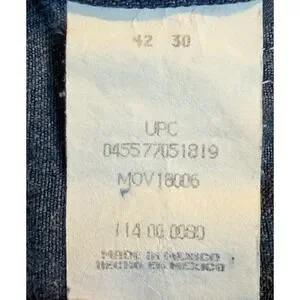 42 30
UPC
045577051819
MOV18006
114 00 0080
MADE IN MEXICO
HECHO EN MEXICO